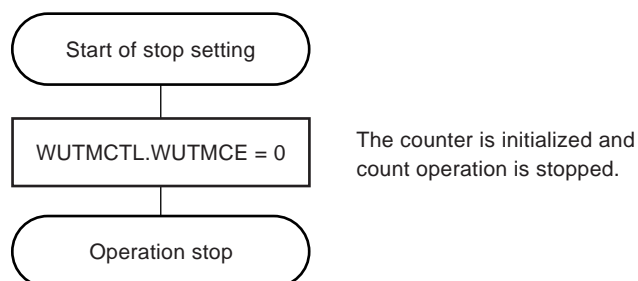 Start of stop setting
WUTMCTL.WUTMCE = 0
The counter is initialized and
count operation is stopped.
Operation stop